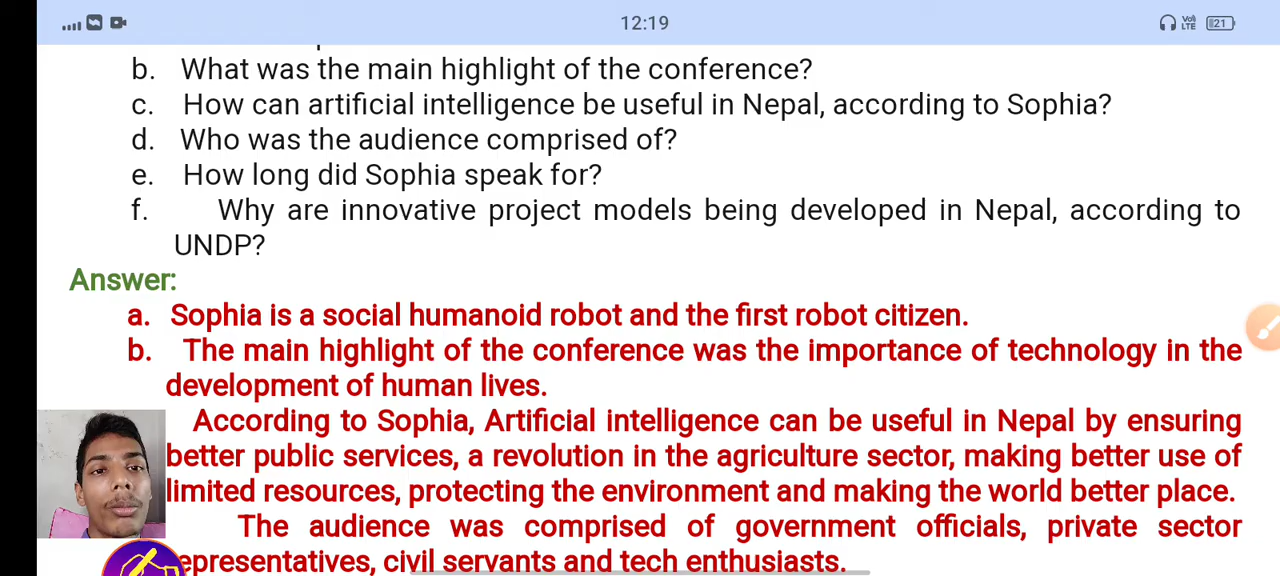 12:19
Vo)) LTE 21
b. What was the main highlight of the conference?
c. How can artificial intelligence be useful in Nepal, according to Sophia?
d. Who was the audience comprised of?
e. How long did Sophia speak for?
f. Why are innovative project models being developed in Nepal, according to
UNDP?
Answer:
a. Sophia is a social humanoid robot and the first robot citizen.
b. The main highlight of the conference was the importance of technology in the
development of human lives.
According to Sophia, Artificial intelligence can be useful in Nepal by ensuring
better public services, a revolution in the agriculture sector, making better use of
limited resources, protecting the environment and making the world better place.
The audience was comprised of government officials, private sector
epresentatives, civil servants and tech enthusiasts.